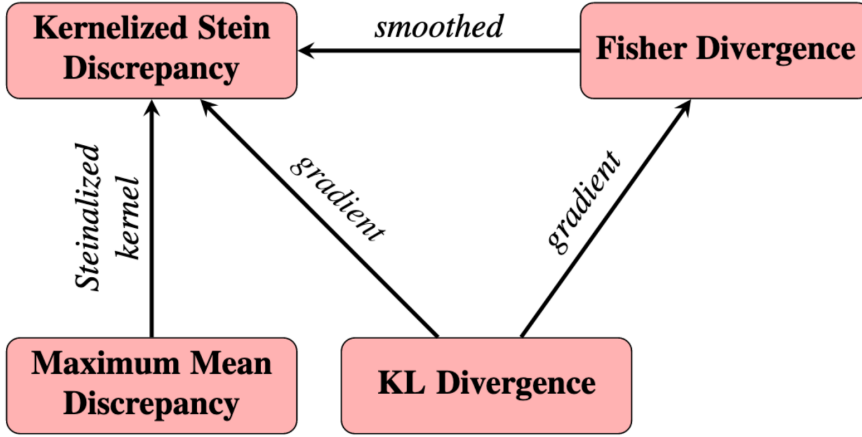 Kernelized Stein
Discrepancy
smoothed
Fisher Divergence
Steinalized
kernel
gradient
gradient
Maximum Mean
Discrepancy
KL Divergence